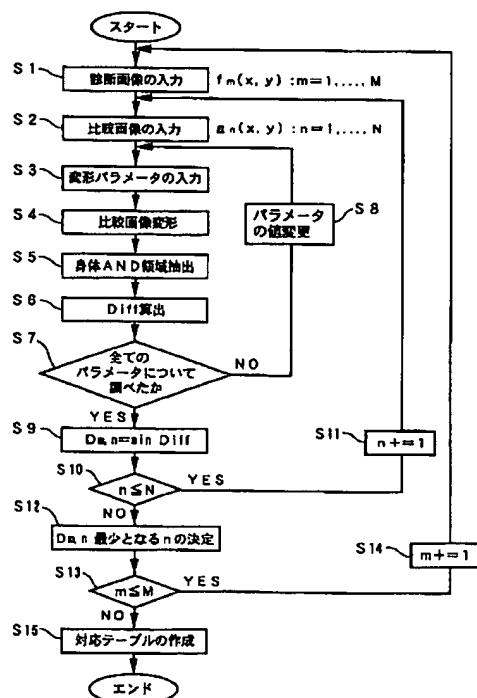 スタート
S1
診断画像の入力
fm(x, y) :m=1,..., M
S2
比較画像の入力
gn(x, y) :n=1,..., N
S3
変形パラメータの入力
S4
比較画像変形
S8
パラメータ
の値変更
S5
身体AND領域抽出
S6
Diff算出
S7
全ての
パラメータについて
調べたか
NO
YES
S9
Dm,n=min Diff
S11
n+=1
S10
n≦N
YES
NO
S12
Dm,n 最少となるnの決定
S14
m+=1
S13
m≦M
YES
NO
S15
対応テーブルの作成
エンド